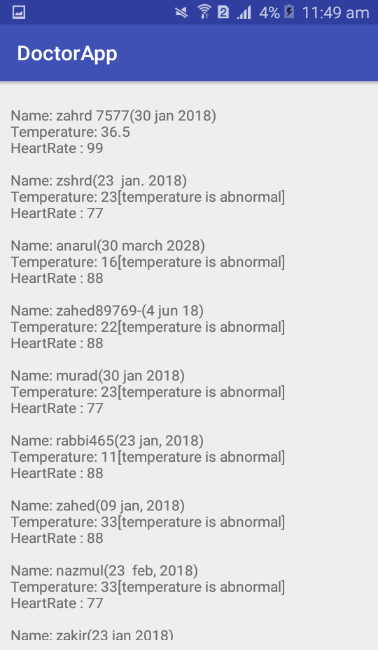 2 4% 11:49 am
DoctorApp
Name: zahrd 7577(30 jan 2018)
Temperature: 36.5
HeartRate : 99
Name: zshrd(23  jan. 2018)
Temperature: 23[temperature is abnormal]
HeartRate : 77
Name: anarul(30 march 2028)
Temperature: 16[temperature is abnormal]
HeartRate : 88
Name: zahed89769-(4 jun 18)
Temperature: 22[temperature is abnormal]
HeartRate : 88
Name: murad(30 jan 2018)
Temperature: 23[temperature is abnormal]
HeartRate : 77
Name: rabbi465(23 jan, 2018)
Temperature: 11[temperature is abnormal]
HeartRate : 88
Name: zahed(09 jan, 2018)
Temperature: 33[temperature is abnormal]
HeartRate : 88
Name: nazmul(23  feb, 2018)
Temperature: 33[temperature is abnormal]
HeartRate : 77
Name: zakir(23 jan 2018)